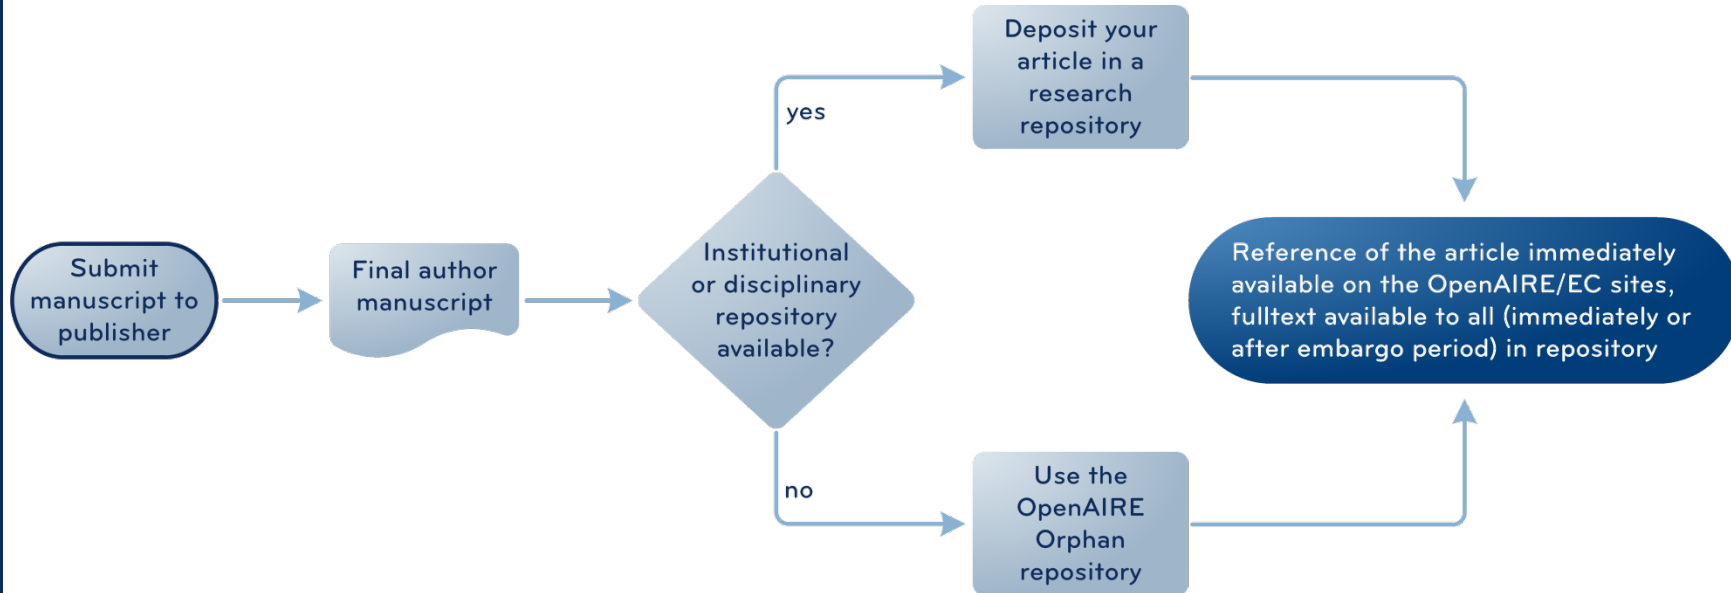 Submit
manuscript to
publisher
Final author
manuscript
Institutional
or disciplinary
repository
available?
yes
Deposit your
article in a
research
repository
no
Use the
OpenAIRE
Orphan
repository
Reference of the article immediately
available on the OpenAIRE/EC sites,
fulltext available to all (immediately or
after embargo period) in repository